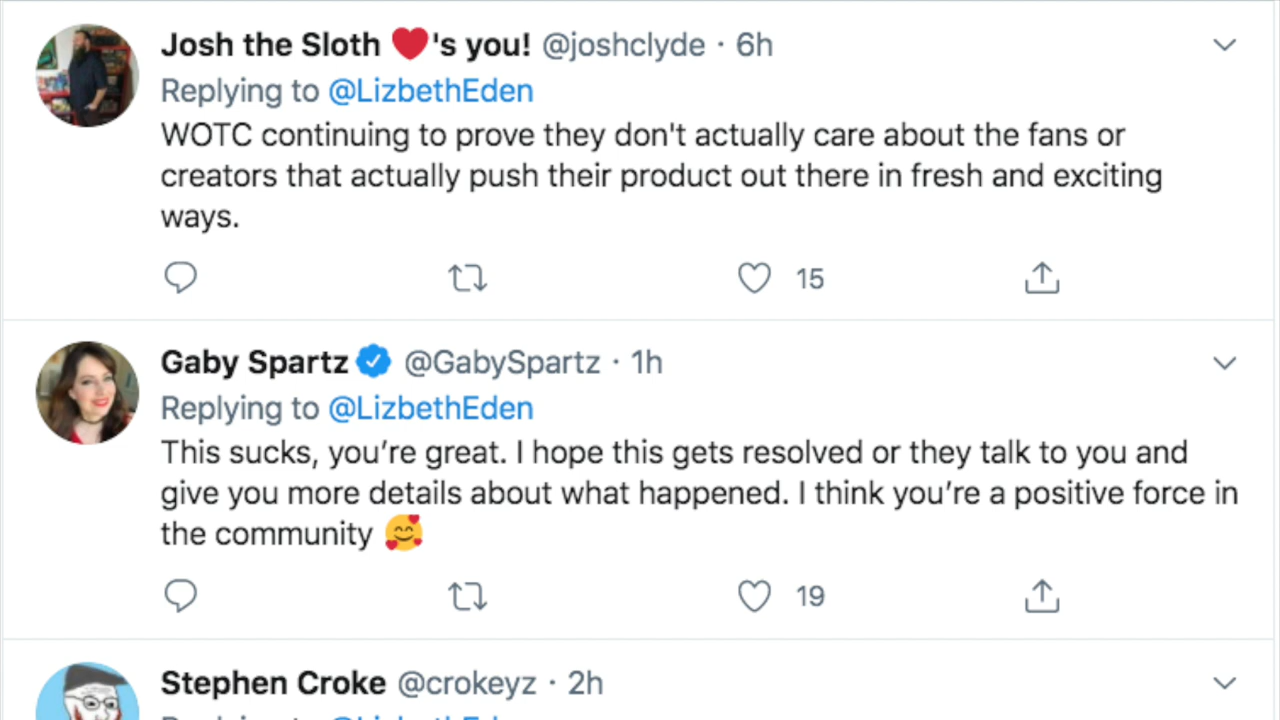 Josh the Sloth ❤️'s you! @joshclyde · 6h
Replying to @LizbethEden
WOTC continuing to prove they don't actually care about the fans or
creators that actually push their product out there in fresh and exciting
ways.
15
Gaby Spartz @GabySpartz · 1h
Replying to @LizbethEden
This sucks, you’re great. I hope this gets resolved or they talk to you and
give you more details about what happened. I think you’re a positive force in
the community 🥰
19
Stephen Croke @crokeyz · 2h